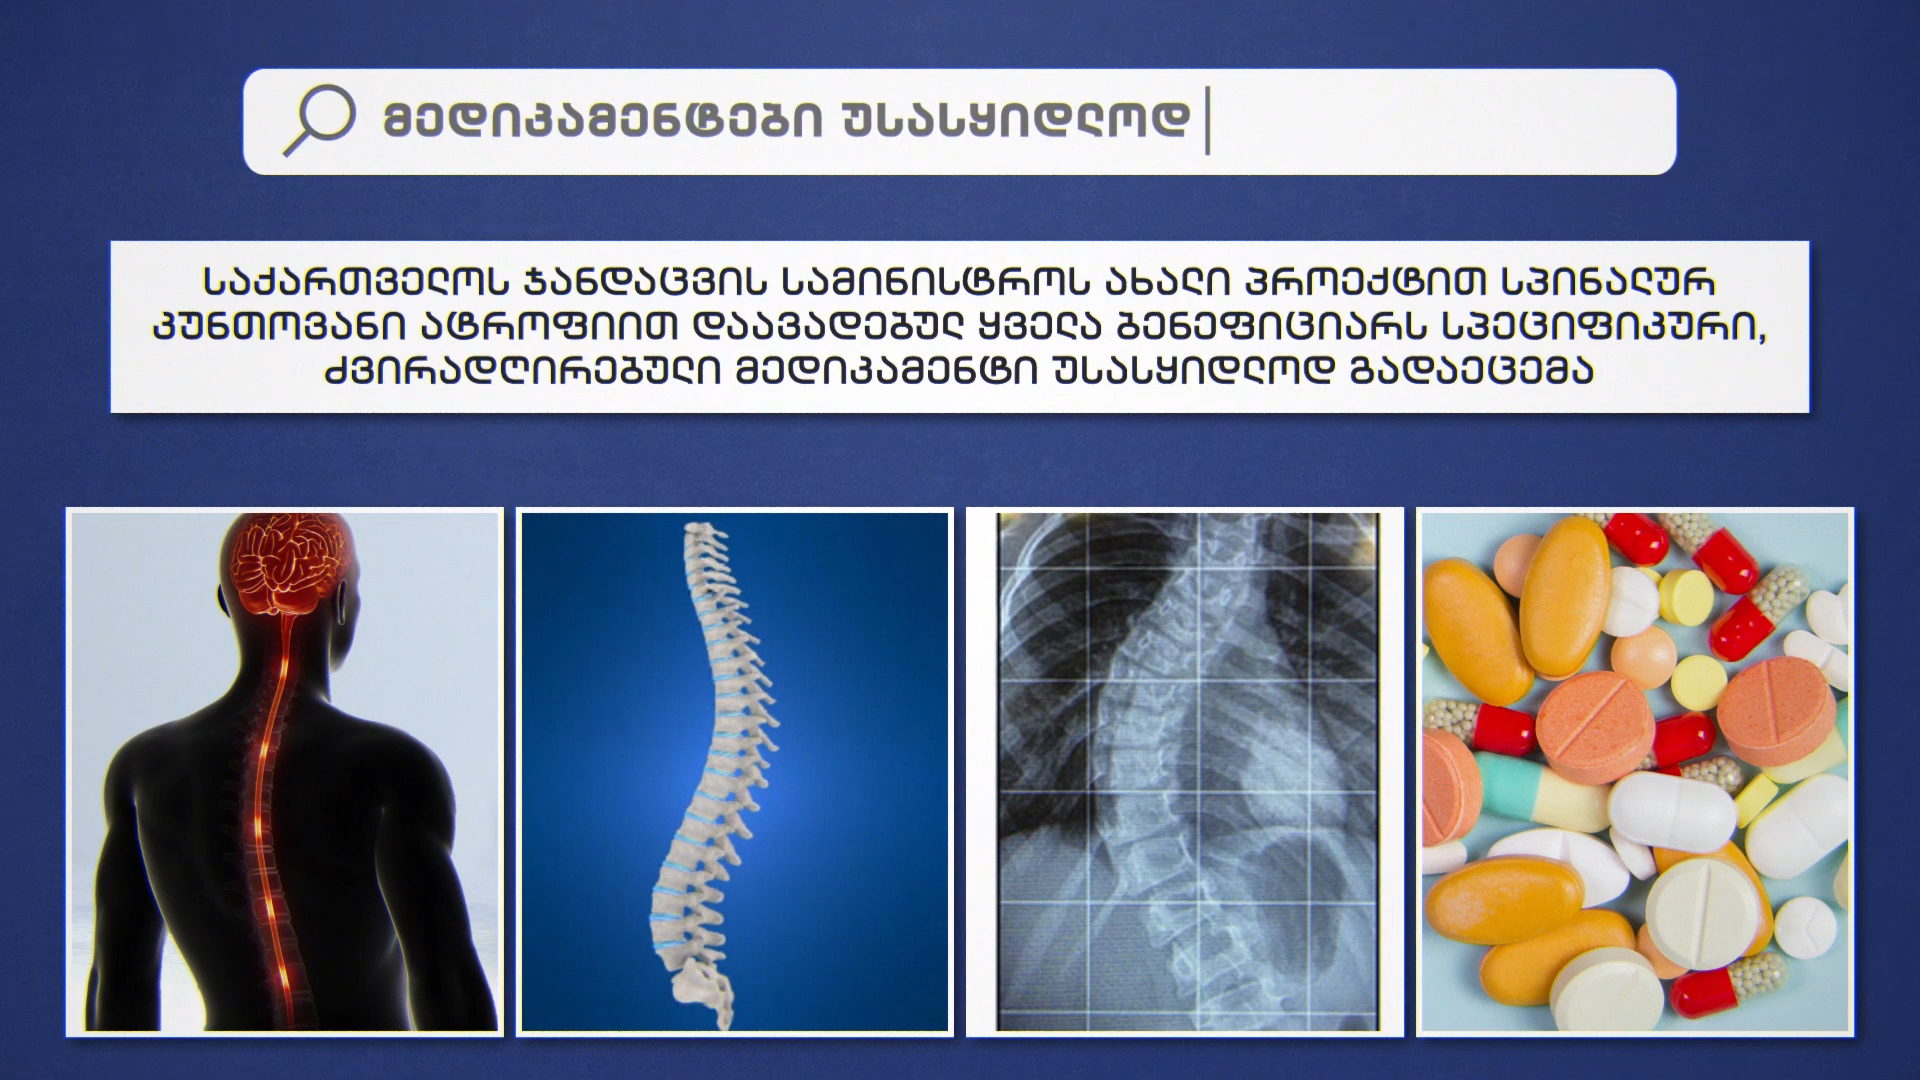 მედიკამენტები უსასყიდლოდ
საქართველოს ჯანდაცვის სამინისტროს ახალი პროექტით სპინალურ
კუნთოვანი ატროფიით დაავადებულ ყველა ბენეფიციარს სპეციფიკური,
ძვირადღირებული მედიკამენტი უსასყიდლოდ გადაეცემა